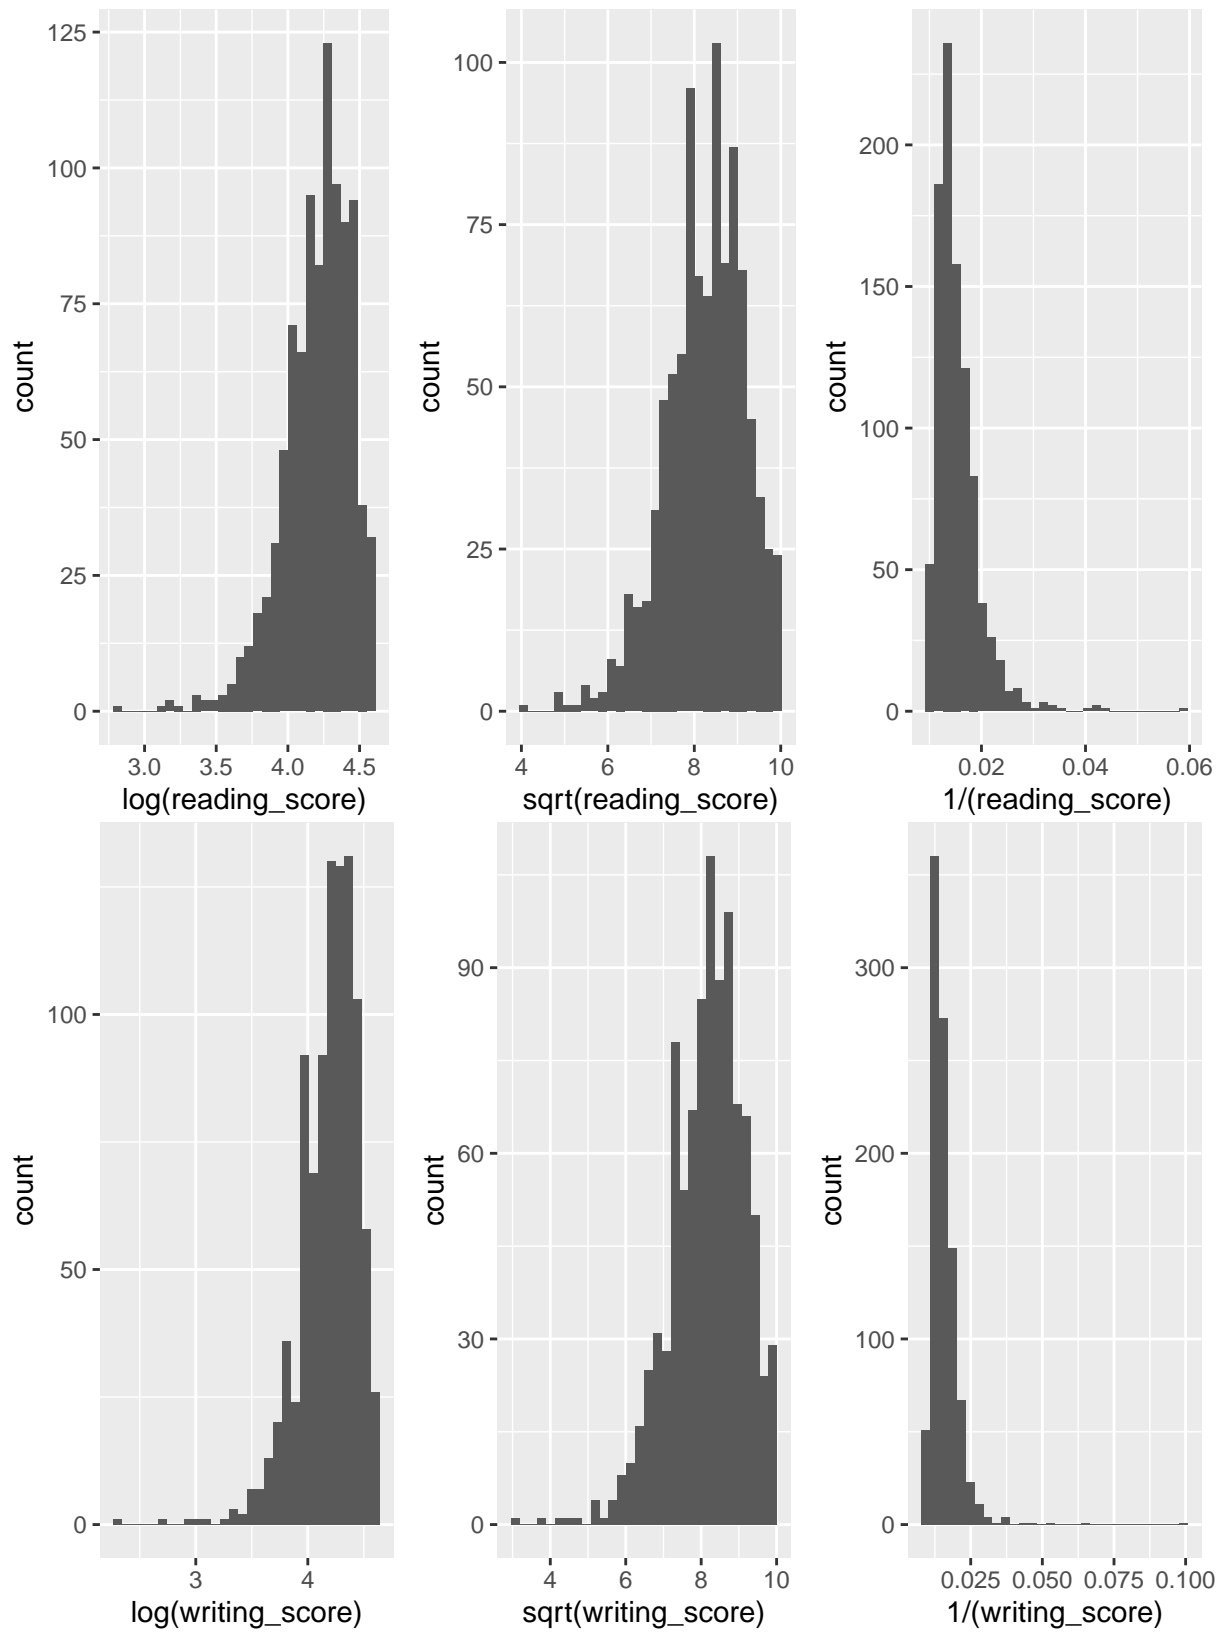 125
100
75
50
25
0
count
3.0 3.5 4.0 4.5
log(reading_score)
100
75
50
25
0
count
4 6 8 10
sqrt(reading_score)
200
150
100
50
0
count
0.02 0.04 0.06
1/(reading_score)
100
50
0
count
3 4
log(writing_score)
90
60
30
0
count
4 6 8 10
sqrt(writing_score)
300
200
100
0
count
0.025 0.050 0.075 0.100
1/(writing_score)